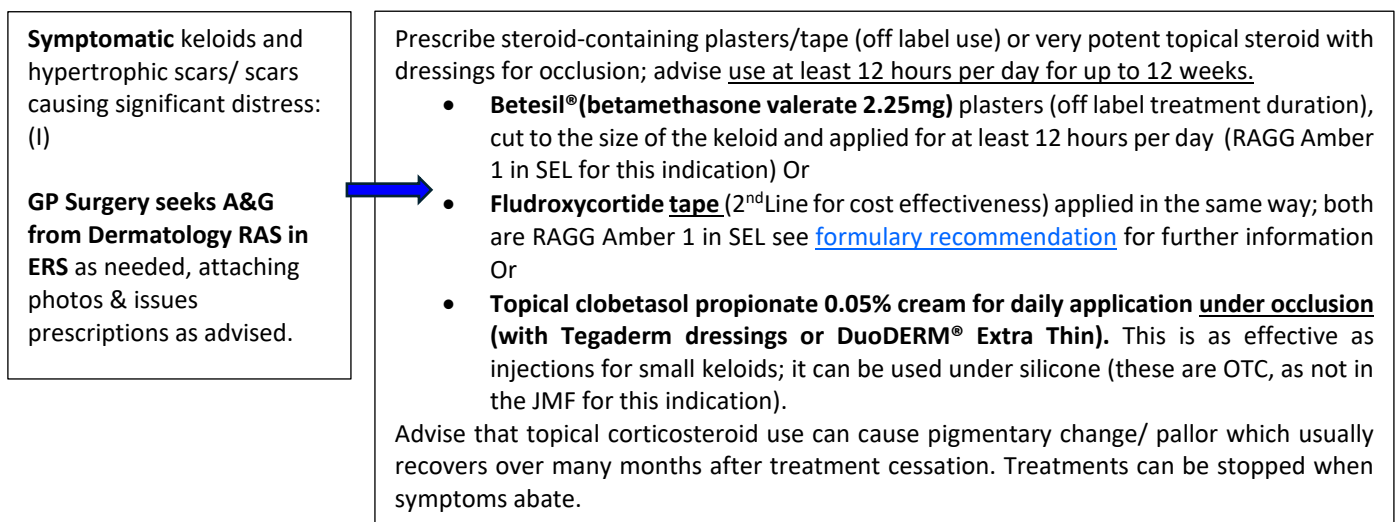 Symptomatic keloids and
hypertrophic scars/ scars
causing significant distress:
(I)
GP Surgery seeks A&G
from Dermatology RAS in
ERS as needed, attaching
photos & issues
prescriptions as advised.
Prescribe steroid-containing plasters/tape (off label use) or very potent topical steroid with
dressings for occlusion; advise use at least 12 hours per day for up to 12 weeks.
• Betesil®(betamethasone valerate 2.25mg) plasters (off label treatment duration),
cut to the size of the keloid and applied for at least 12 hours per day (RAGG Amber
1 in SEL for this indication) Or
• Fludroxycortide tape (2ndLine for cost effectiveness) applied in the same way; both
are RAGG Amber 1 in SEL see formulary recommendation for further information
Or
• Topical clobetasol propionate 0.05% cream for daily application under occlusion
(with Tegaderm dressings or DuoDERM® Extra Thin). This is as effective as
injections for small keloids; it can be used under silicone (these are OTC, as not in
the JMF for this indication).
Advise that topical corticosteroid use can cause pigmentary change/ pallor which usually
recovers over many months after treatment cessation. Treatments can be stopped when
symptoms abate.